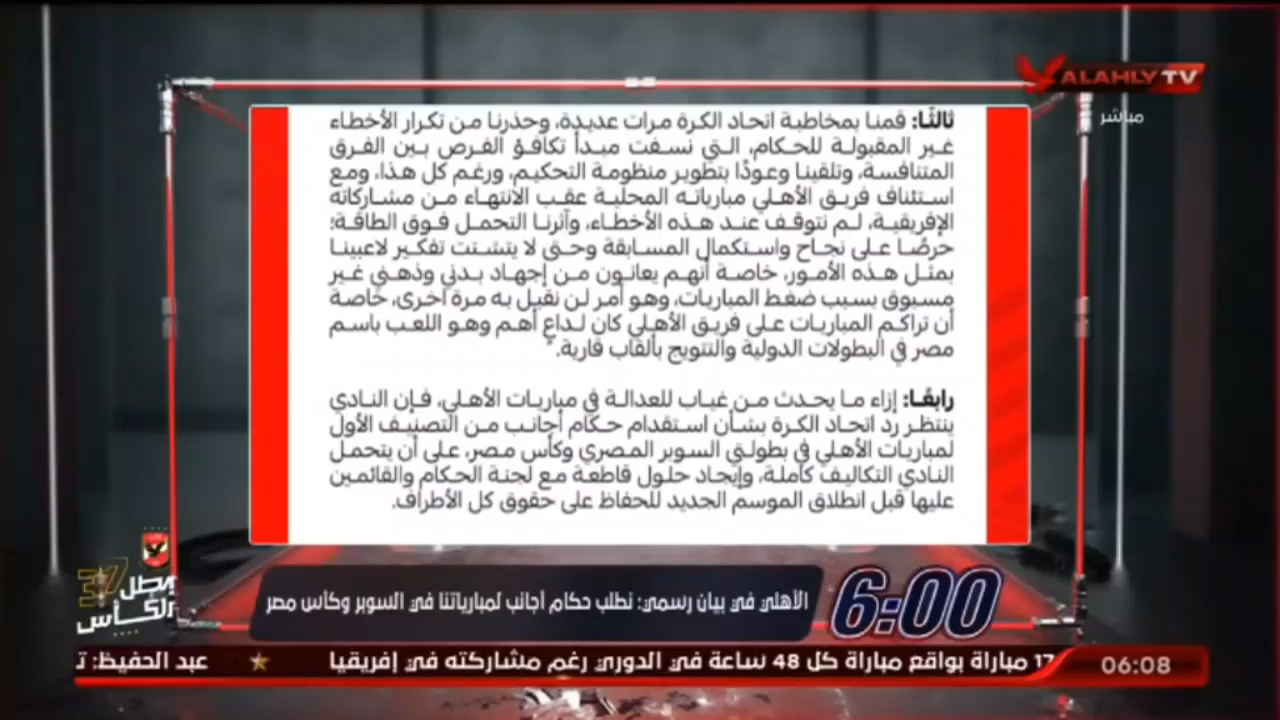 ALAHLY TV
مباشر
ثالثًا: قمنا بمخاطبة اتحاد الكرة مرات عديدة، وحذرنا من تكرار الأخطاء
غير المقبولة للحكام، التي نسفت مبدأ تكافؤ الفرص بين الفرق
المتنافسة، وتلقينا وعودًا بتطوير منظومة التحكيم، ورغم كل هذا، ومع
استئناف فريق الأهلي مبارياته المحلية عقب الانتهاء من مشاركاته
الإفريقية، لم نتوقف عند هذه الأخطاء، وآثرنا التحمل فوق الطاقة؛
حرصًا على نجاح واستكمال المسابقة وحتى لا يتشتت تفكير لاعبينا
بمثل هذه الأمور، خاصة أنهم يعانون من إجهاد بدني وذهني غير
مسبوق بسبب ضغط المباريات، وهو أمر لن نقبل به مرة اخرى، خاصة
أن تراكم المباريات على فريق الأهلي كان لداعٍ أهم وهو اللعب باسم
مصر في البطولات الدولية والتتويج بألقاب قارية.
رابعًا: إزاء ما يحدث من غياب للعدالة في مباريات الأهلي، فإن النادي
ينتظر رد اتحاد الكرة بشأن استقدام حكام أجانب من التصنيف الأول
لمباريات الأهلي في بطولتي السوبر المصري وكأس مصر، على أن يتحمل
النادي التكاليف كاملة، وإيجاد حلول قاطعة مع لجنة الحكام والقائمين
عليها قبل انطلاق الموسم الجديد للحفاظ على حقوق كل الأطراف.
6:00
الأهلي في بيان رسمي: نطلب حكام أجانب لمبارياتنا في السوبر وكأس مصر
بطل 37
الكأس
06:08
17 مباراة بواقع مباراة كل 48 ساعة في الدوري رغم مشاركته في إفريقيا
عبد الحفيظ: ت